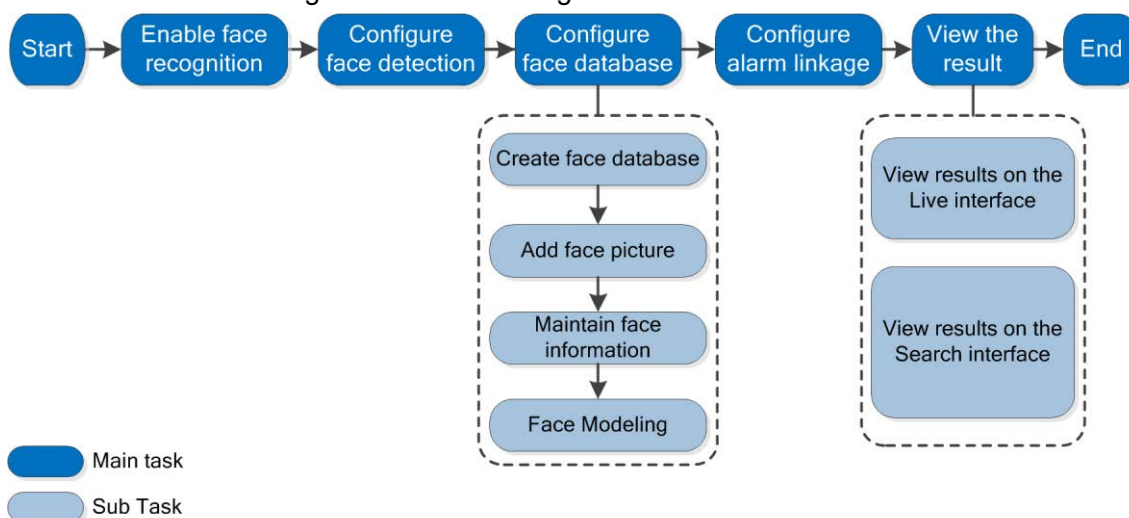 Start
Enable face
recognition
Configure
face detection
Configure
face database
Configure
alarm linkage
View the
result
End
Create face database
Add face picture
Maintain face
information
Face Modeling
View results on the
Live interface
View results on the
Search interface
Main task
Sub Task